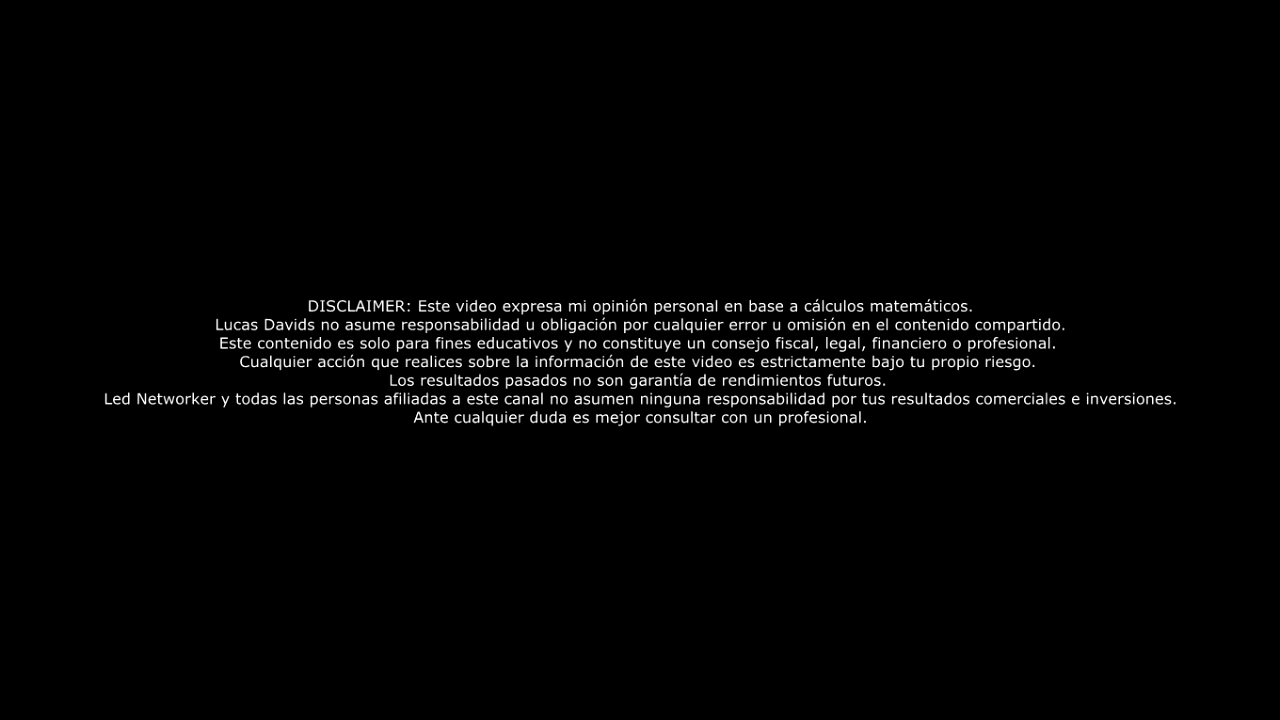 DISCLAIMER: Este video expresa mi opinión personal en base a cálculos matemáticos.
Lucas Davids no asume responsabilidad u obligación por cualquier error u omisión en el contenido compartido.
Este contenido es solo para fines educativos y no constituye un consejo fiscal, legal, financiero o profesional.
Cualquier acción que realices sobre la información de este video es estrictamente bajo tu propio riesgo.
Los resultados pasados no son garantía de rendimientos futuros.
Led Networker y todas las personas afiliadas a este canal no asumen ninguna responsabilidad por tus resultados comerciales e inversiones.
Ante cualquier duda es mejor consultar con un profesional.